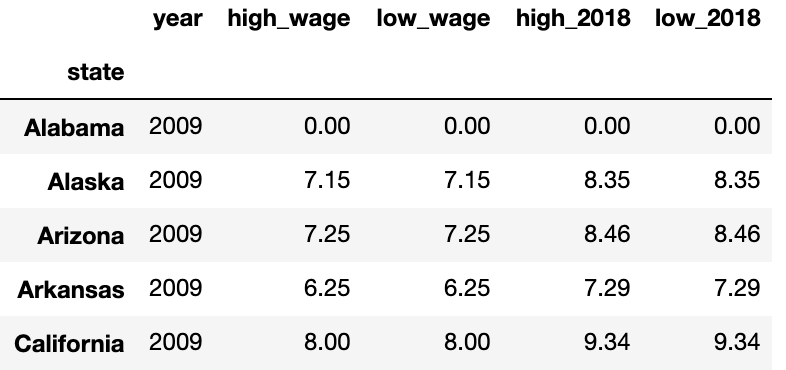 year high_wage low_wage high_2018 low_2018
state
Alabama 2009 0.00 0.00 0.00 0.00
Alaska 2009 7.15 7.15 8.35 8.35
Arizona 2009 7.25 7.25 8.46 8.46
Arkansas 2009 6.25 6.25 7.29 7.29
California 2009 8.00 8.00 9.34 9.34